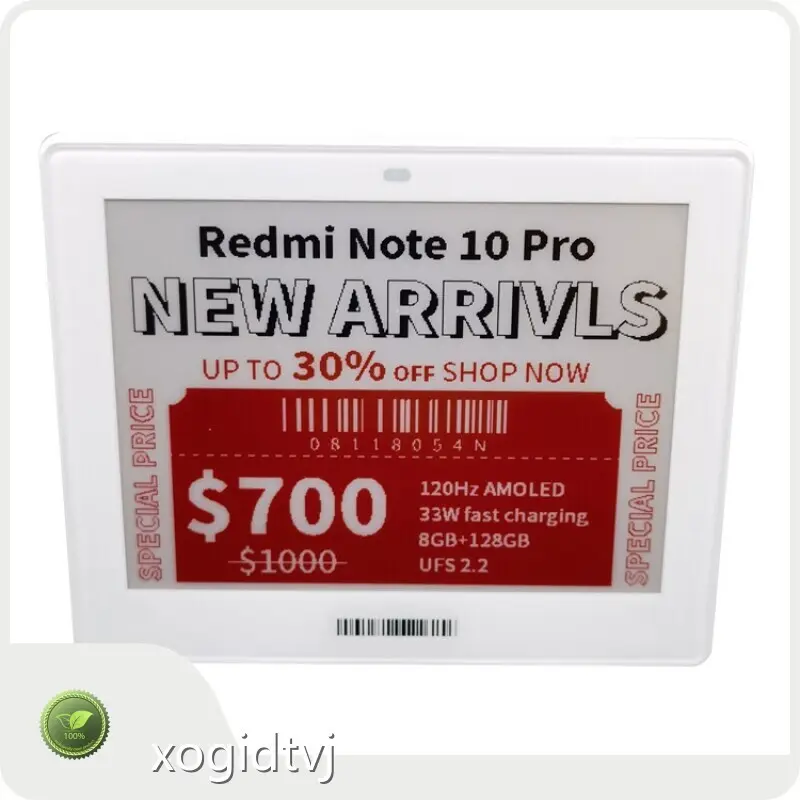 Redmi Note 10 Pro
NEW ARRIVLS
UP TO 30% OFF SHOP NOW
SPECIAL PRICE
08118054N
$700
$1000
120Hz AMOLED
33W fast charging
8GB+128GB
UFS 2.2
SPECIAL PRICE
100%
xogidtvj